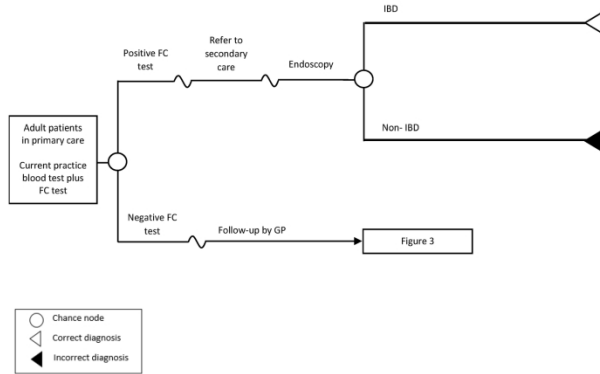 IBD
Positive FC
test
Refer to
secondary
care
Endoscopy
Non- IBD
Adult patients
in primary care
Current practice
blood test plus
FC test
Negative FC
test
Follow-up by GP
Figure 3
Chance node
Correct diagnosis
Incorrect diagnosis